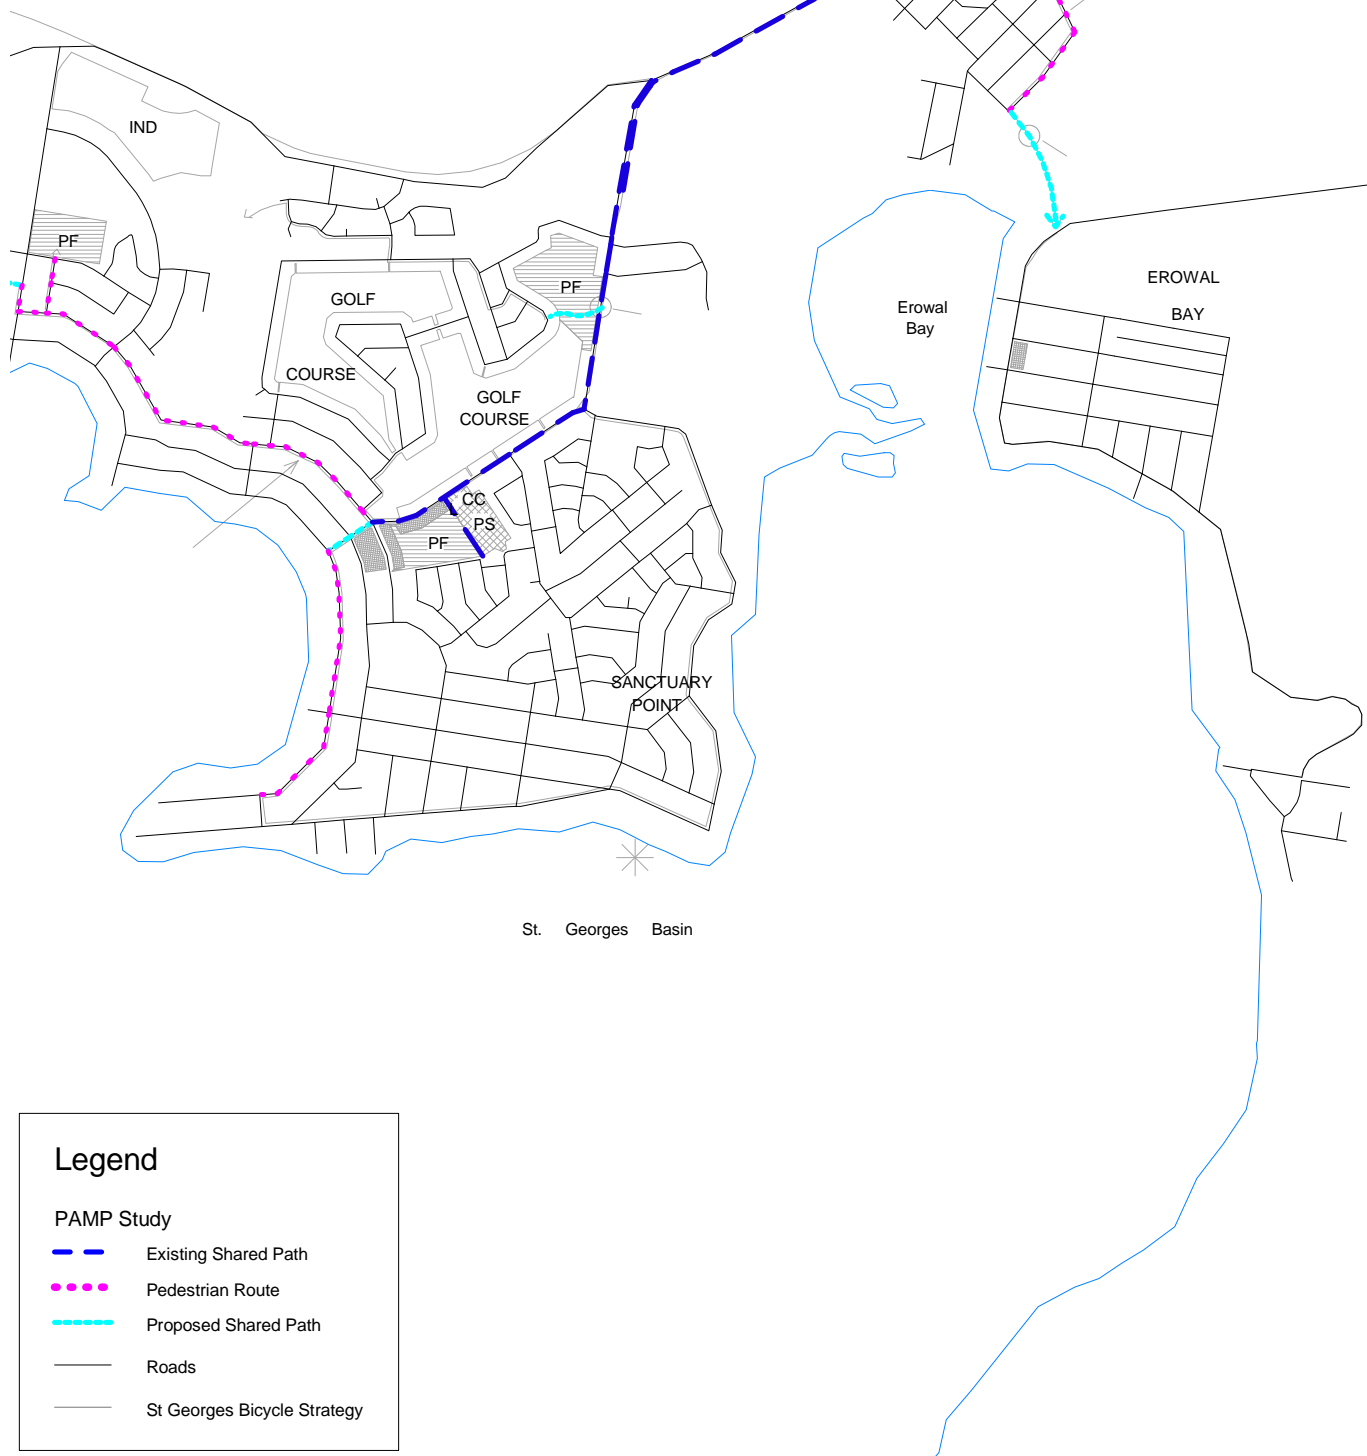 IND
PF
GOLF
COURSE
PF
GOLF
COURSE
Erowal
Bay
EROWAL
BAY
CC
PS
PF
SANCTUARY
POINT
St. Georges Basin
Legend
PAMP Study
Existing Shared Path
Pedestrian Route
Proposed Shared Path
Roads
St Georges Bicycle Strategy